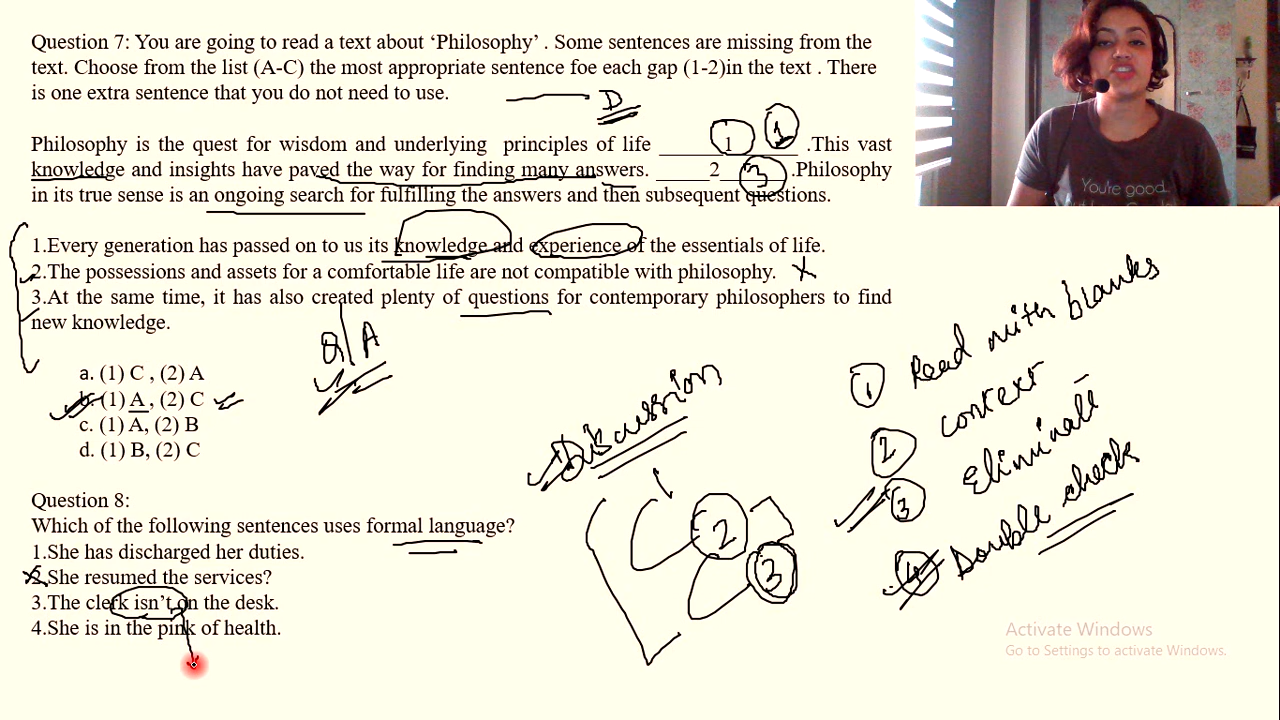 Question 7: You are going to read a text about ‘Philosophy’ . Some sentences are missing from the
text. Choose from the list (A-C) the most appropriate sentence foe each gap (1-2)in the text . There
is one extra sentence that you do not need to use.
D
Philosophy is the quest for wisdom and underlying principles of life ______1______ .This vast
1
knowledge and insights have paved the way for finding many answers. _____2_____.Philosophy
3
in its true sense is an ongoing search for fulfilling the answers and then subsequent questions.
1.Every generation has passed on to us its knowledge and experience of the essentials of life.
2.The possessions and assets for a comfortable life are not compatible with philosophy. X
3.At the same time, it has also created plenty of questions for contemporary philosophers to find
new knowledge.
Q/A
a. (1) C , (2) A
b. (1) A , (2) C
c. (1) A, (2) B
d. (1) B, (2) C
Question 8:
Which of the following sentences uses formal language?
1.She has discharged her duties.
2.She resumed the services?
3.The clerk isn’t on the desk.
4.She is in the pink of health.
Discussion
1
2
3
1 Read with blanks
2 context
3 Eliminate
4 Double check
You're good.
Activate Windows
Go to Settings to activate Windows.